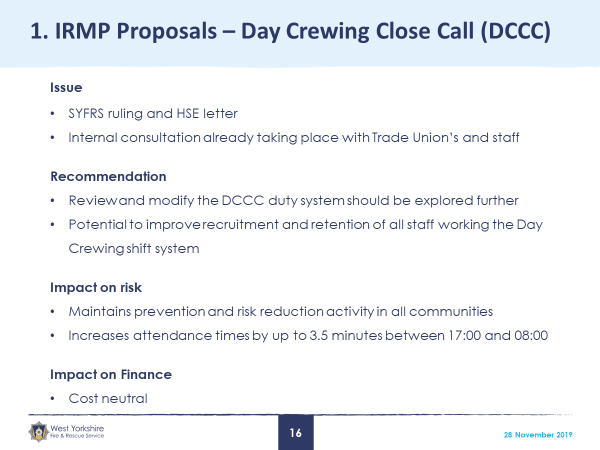 1. IRMP Proposals – Day Crewing Close Call (DCCC)
Issue
• SYFRS ruling and HSE letter
• Internal consultation already taking place with Trade Union's and staff
Recommendation
• Review and modify the DCCC duty system should be explored further
• Potential to improve recruitment and retention of all staff working the Day
Crewing shift system
Impact on risk
• Maintains prevention and risk reduction activity in all communities
• Increases attendance times by up to 3.5 minutes between 17:00 and 08:00
Impact on Finance
• Cost neutral
West Yorkshire
Fire & Rescue Service
16
28 November 2019